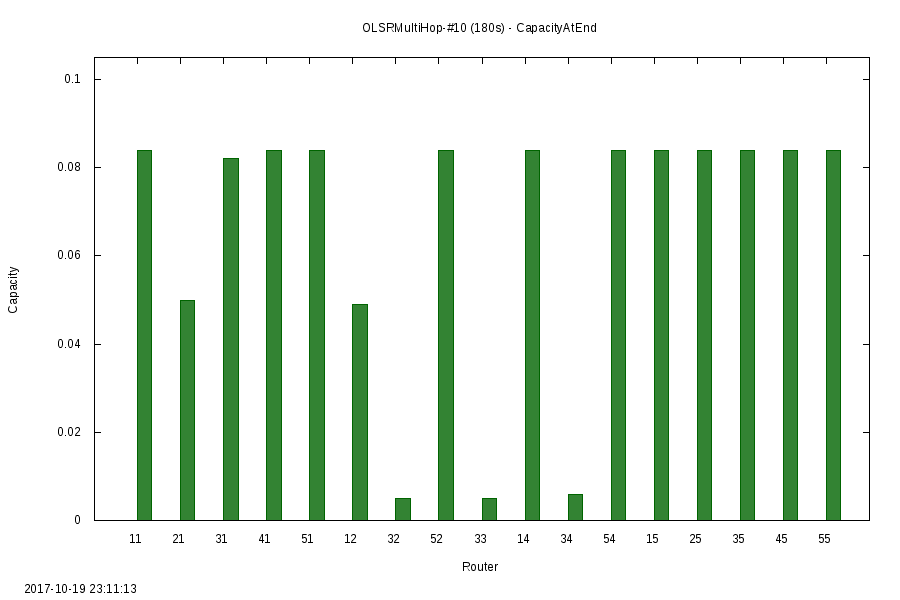 OLSRMultiHop-#10 (180s) - CapacityAtEnd
0.1
0.08
0.06
0.04
0.02
0
Capacity
11 21 31 41 51 12 32 52 33 14 34 54 15 25 35 45 55
Router
2017-10-19 23:11:13